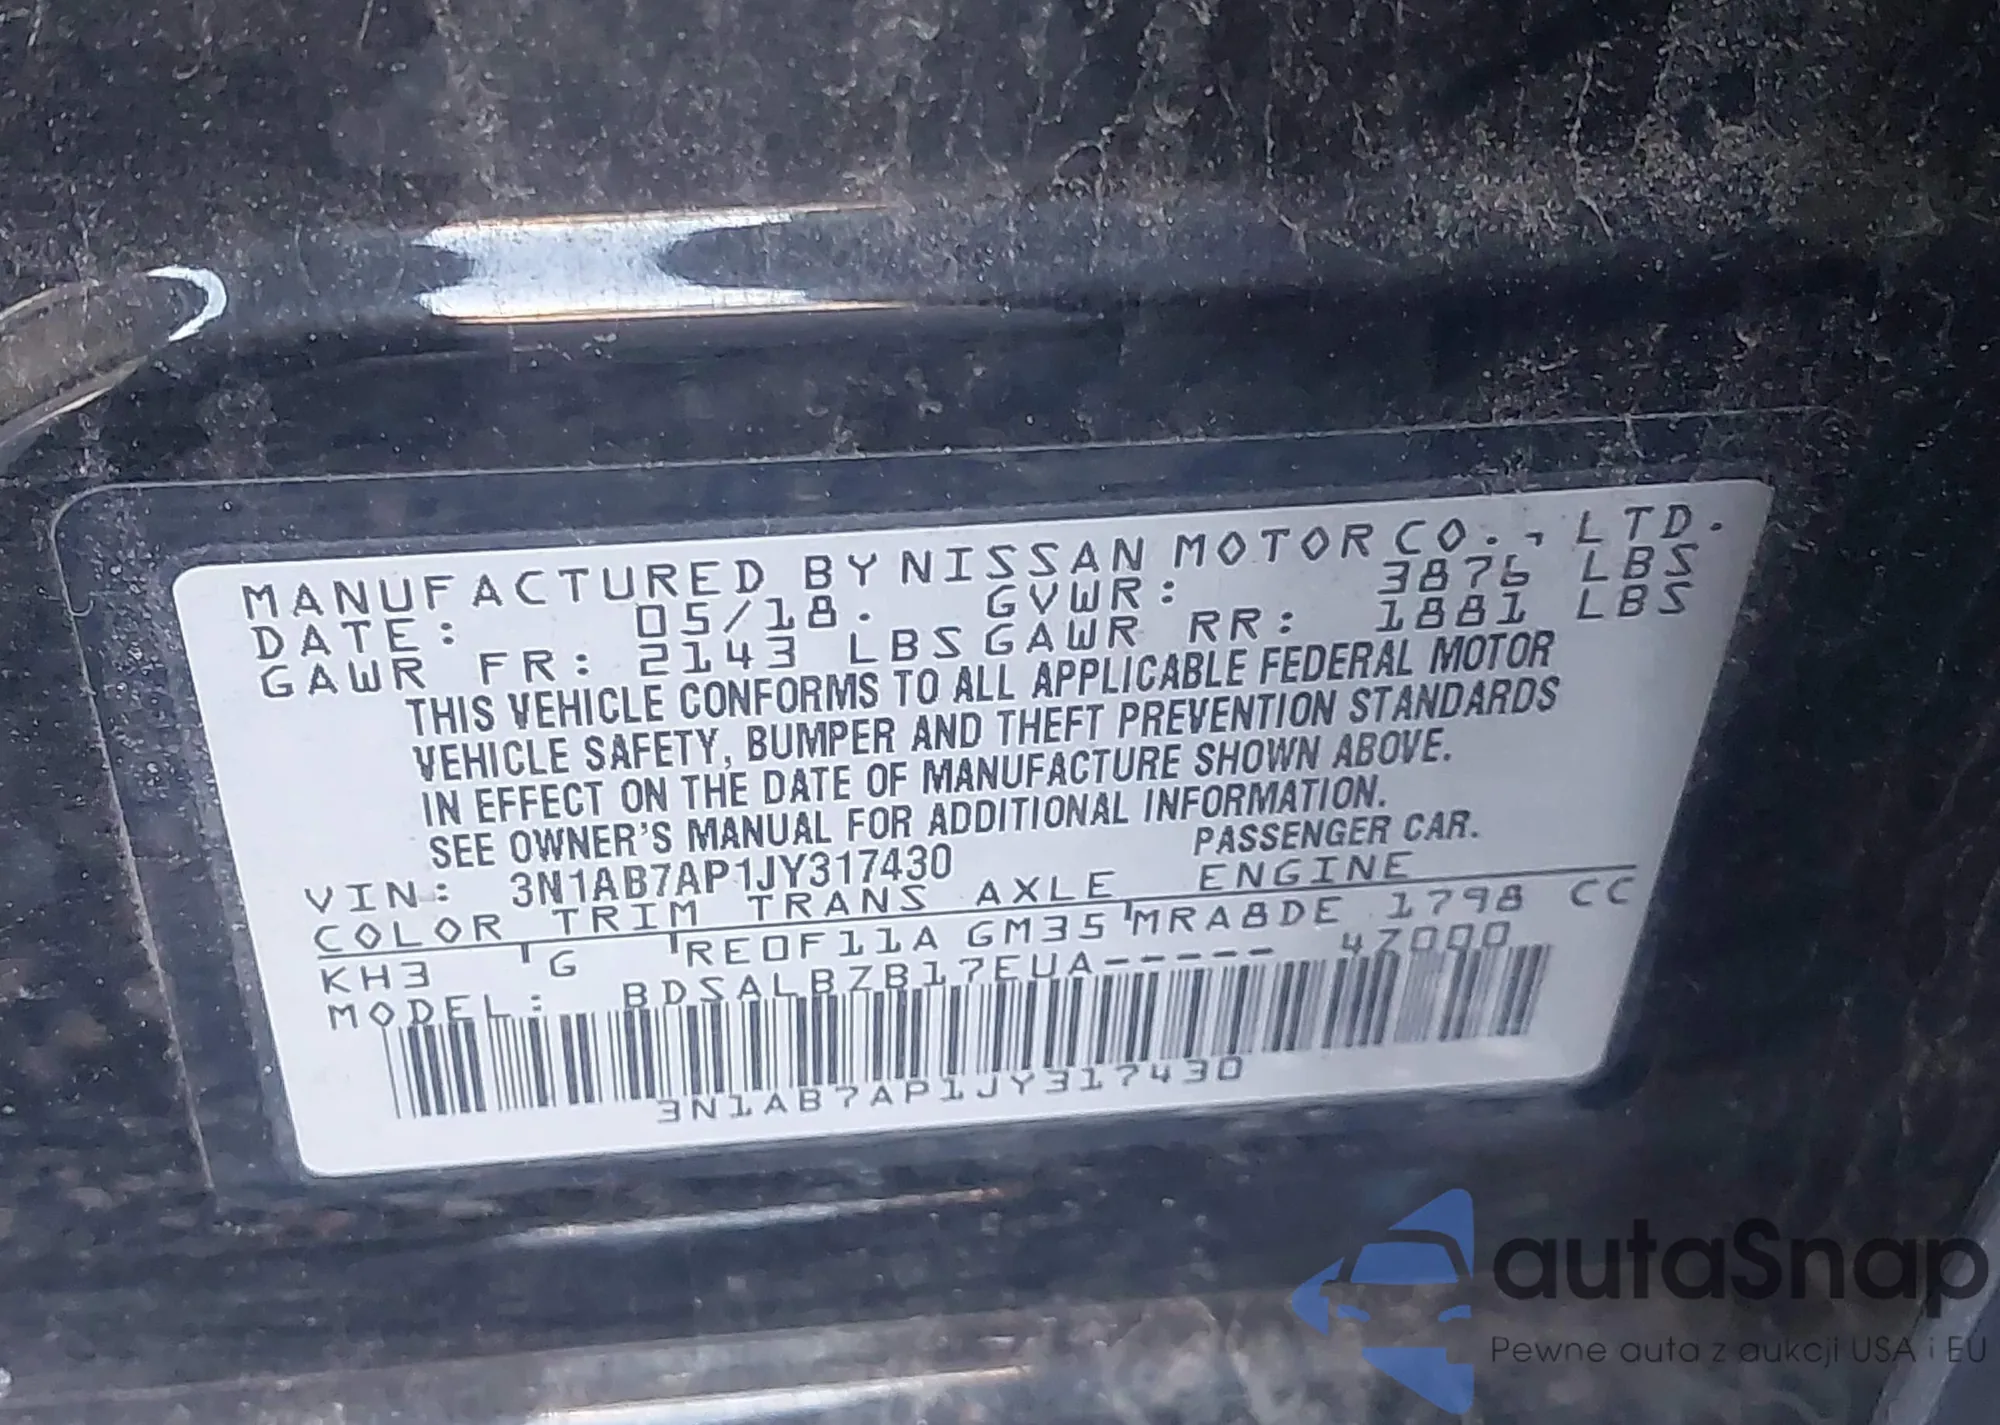 MANUFACTURED BY NISSAN MOTOR CO., LTD.
DATE: 05/18. GVWR: 3876 LBS
GAWR FR: 2143 LBS GAWR RR: 1881 LBS
THIS VEHICLE CONFORMS TO ALL APPLICABLE FEDERAL MOTOR
VEHICLE SAFETY, BUMPER AND THEFT PREVENTION STANDARDS
IN EFFECT ON THE DATE OF MANUFACTURE SHOWN ABOVE.
SEE OWNER'S MANUAL FOR ADDITIONAL INFORMATION.
VIN: 3N1AB7AP1JY317430 PASSENGER CAR.
COLOR TRIM TRANS AXLE ENGINE
KH3 G RE0F11A GM35 MRA8DE 1798 CC
MODEL: BDSALBZB17EUA----- 4Z000
3N1AB7AP1JY317430
autaSnap
Pewne auta z aukcji USA i EU